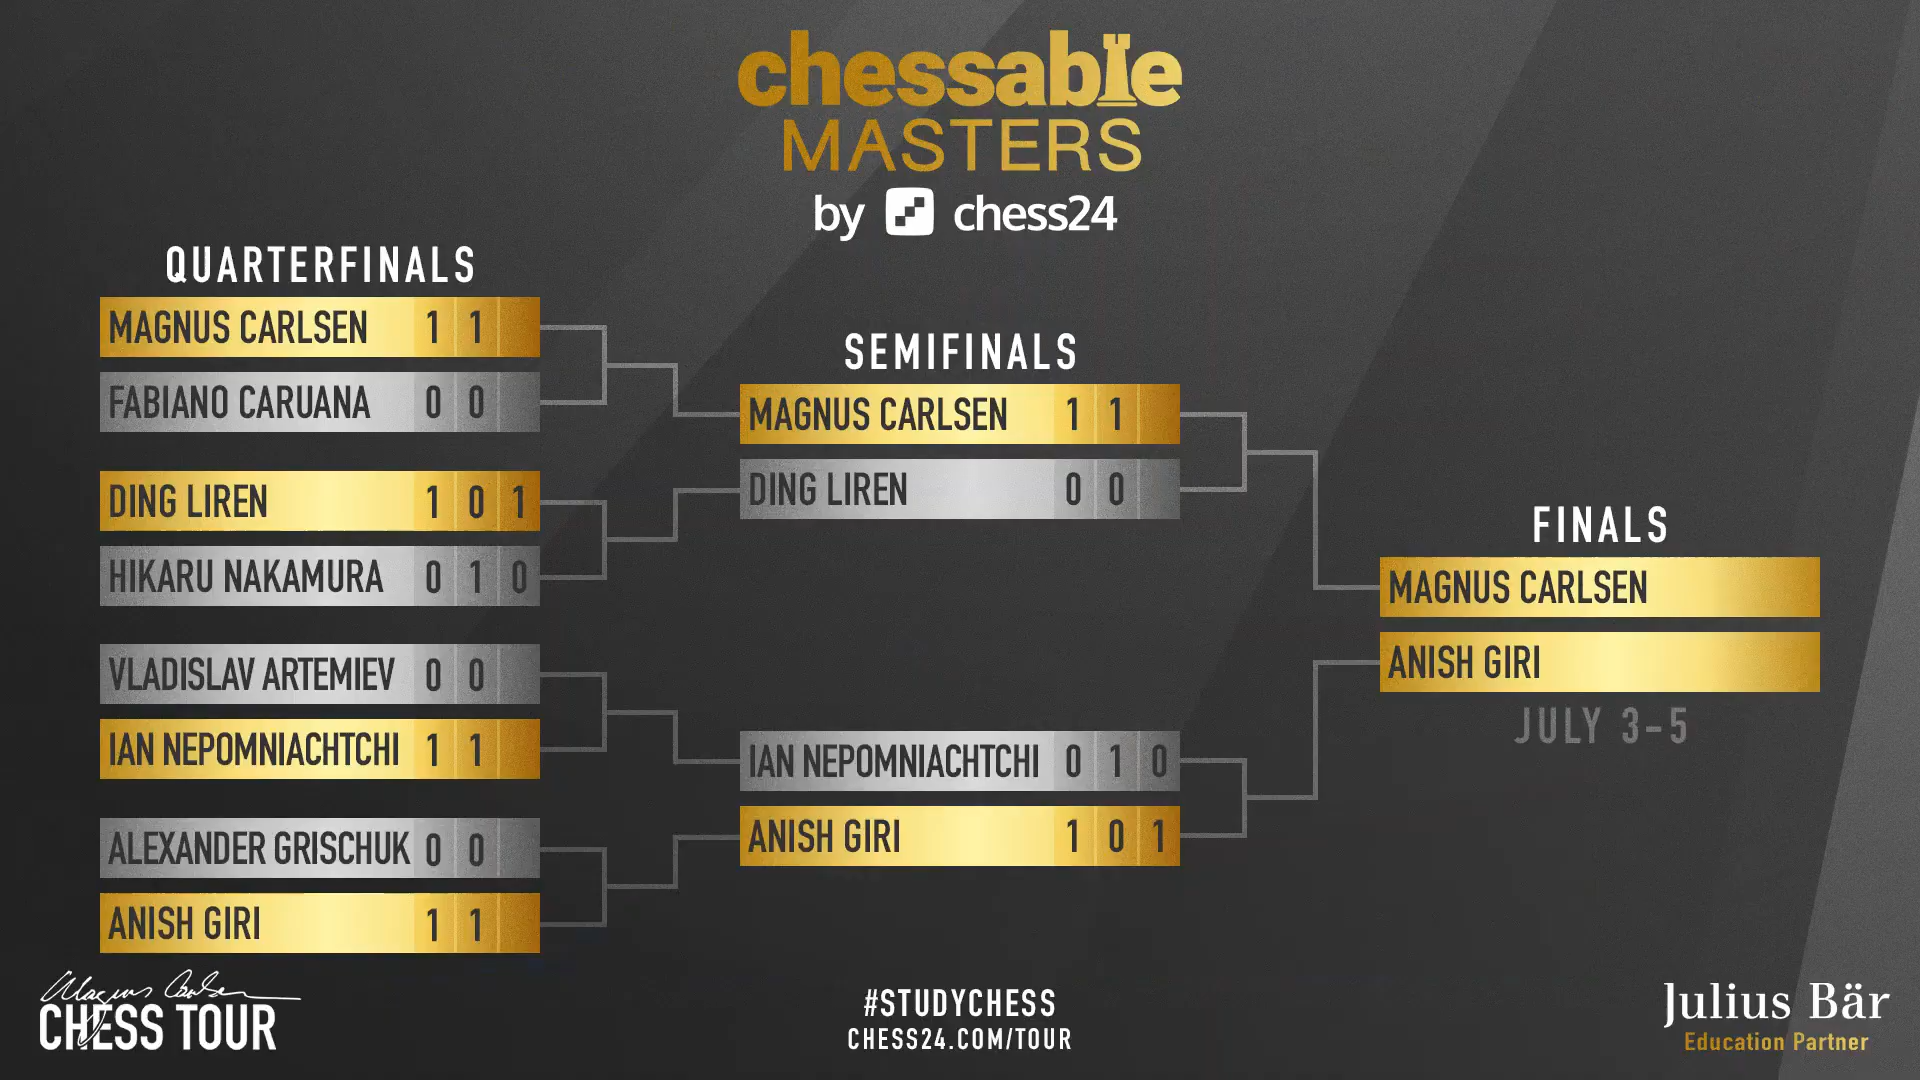 chessable
MASTERS
by chess24
QUARTERFINALS
MAGNUS CARLSEN 1 1
FABIANO CARUANA 0 0
DING LIREN 1 0 1
HIKARU NAKAMURA 0 1 0
VLADISLAV ARTEMIEV 0 0
IAN NEPOMNIACHTCHI 1 1
ALEXANDER GRISCHUK 0 0
ANISH GIRI 1 1
SEMIFINALS
MAGNUS CARLSEN 1 1
DING LIREN 0 0
IAN NEPOMNIACHTCHI 0 1 0
ANISH GIRI 1 0 1
FINALS
MAGNUS CARLSEN
ANISH GIRI
JULY 3-5
Magnus Carlsen
CHESS TOUR
#STUDYCHESS
CHESS24.COM/TOUR
Julius Bär
Education Partner